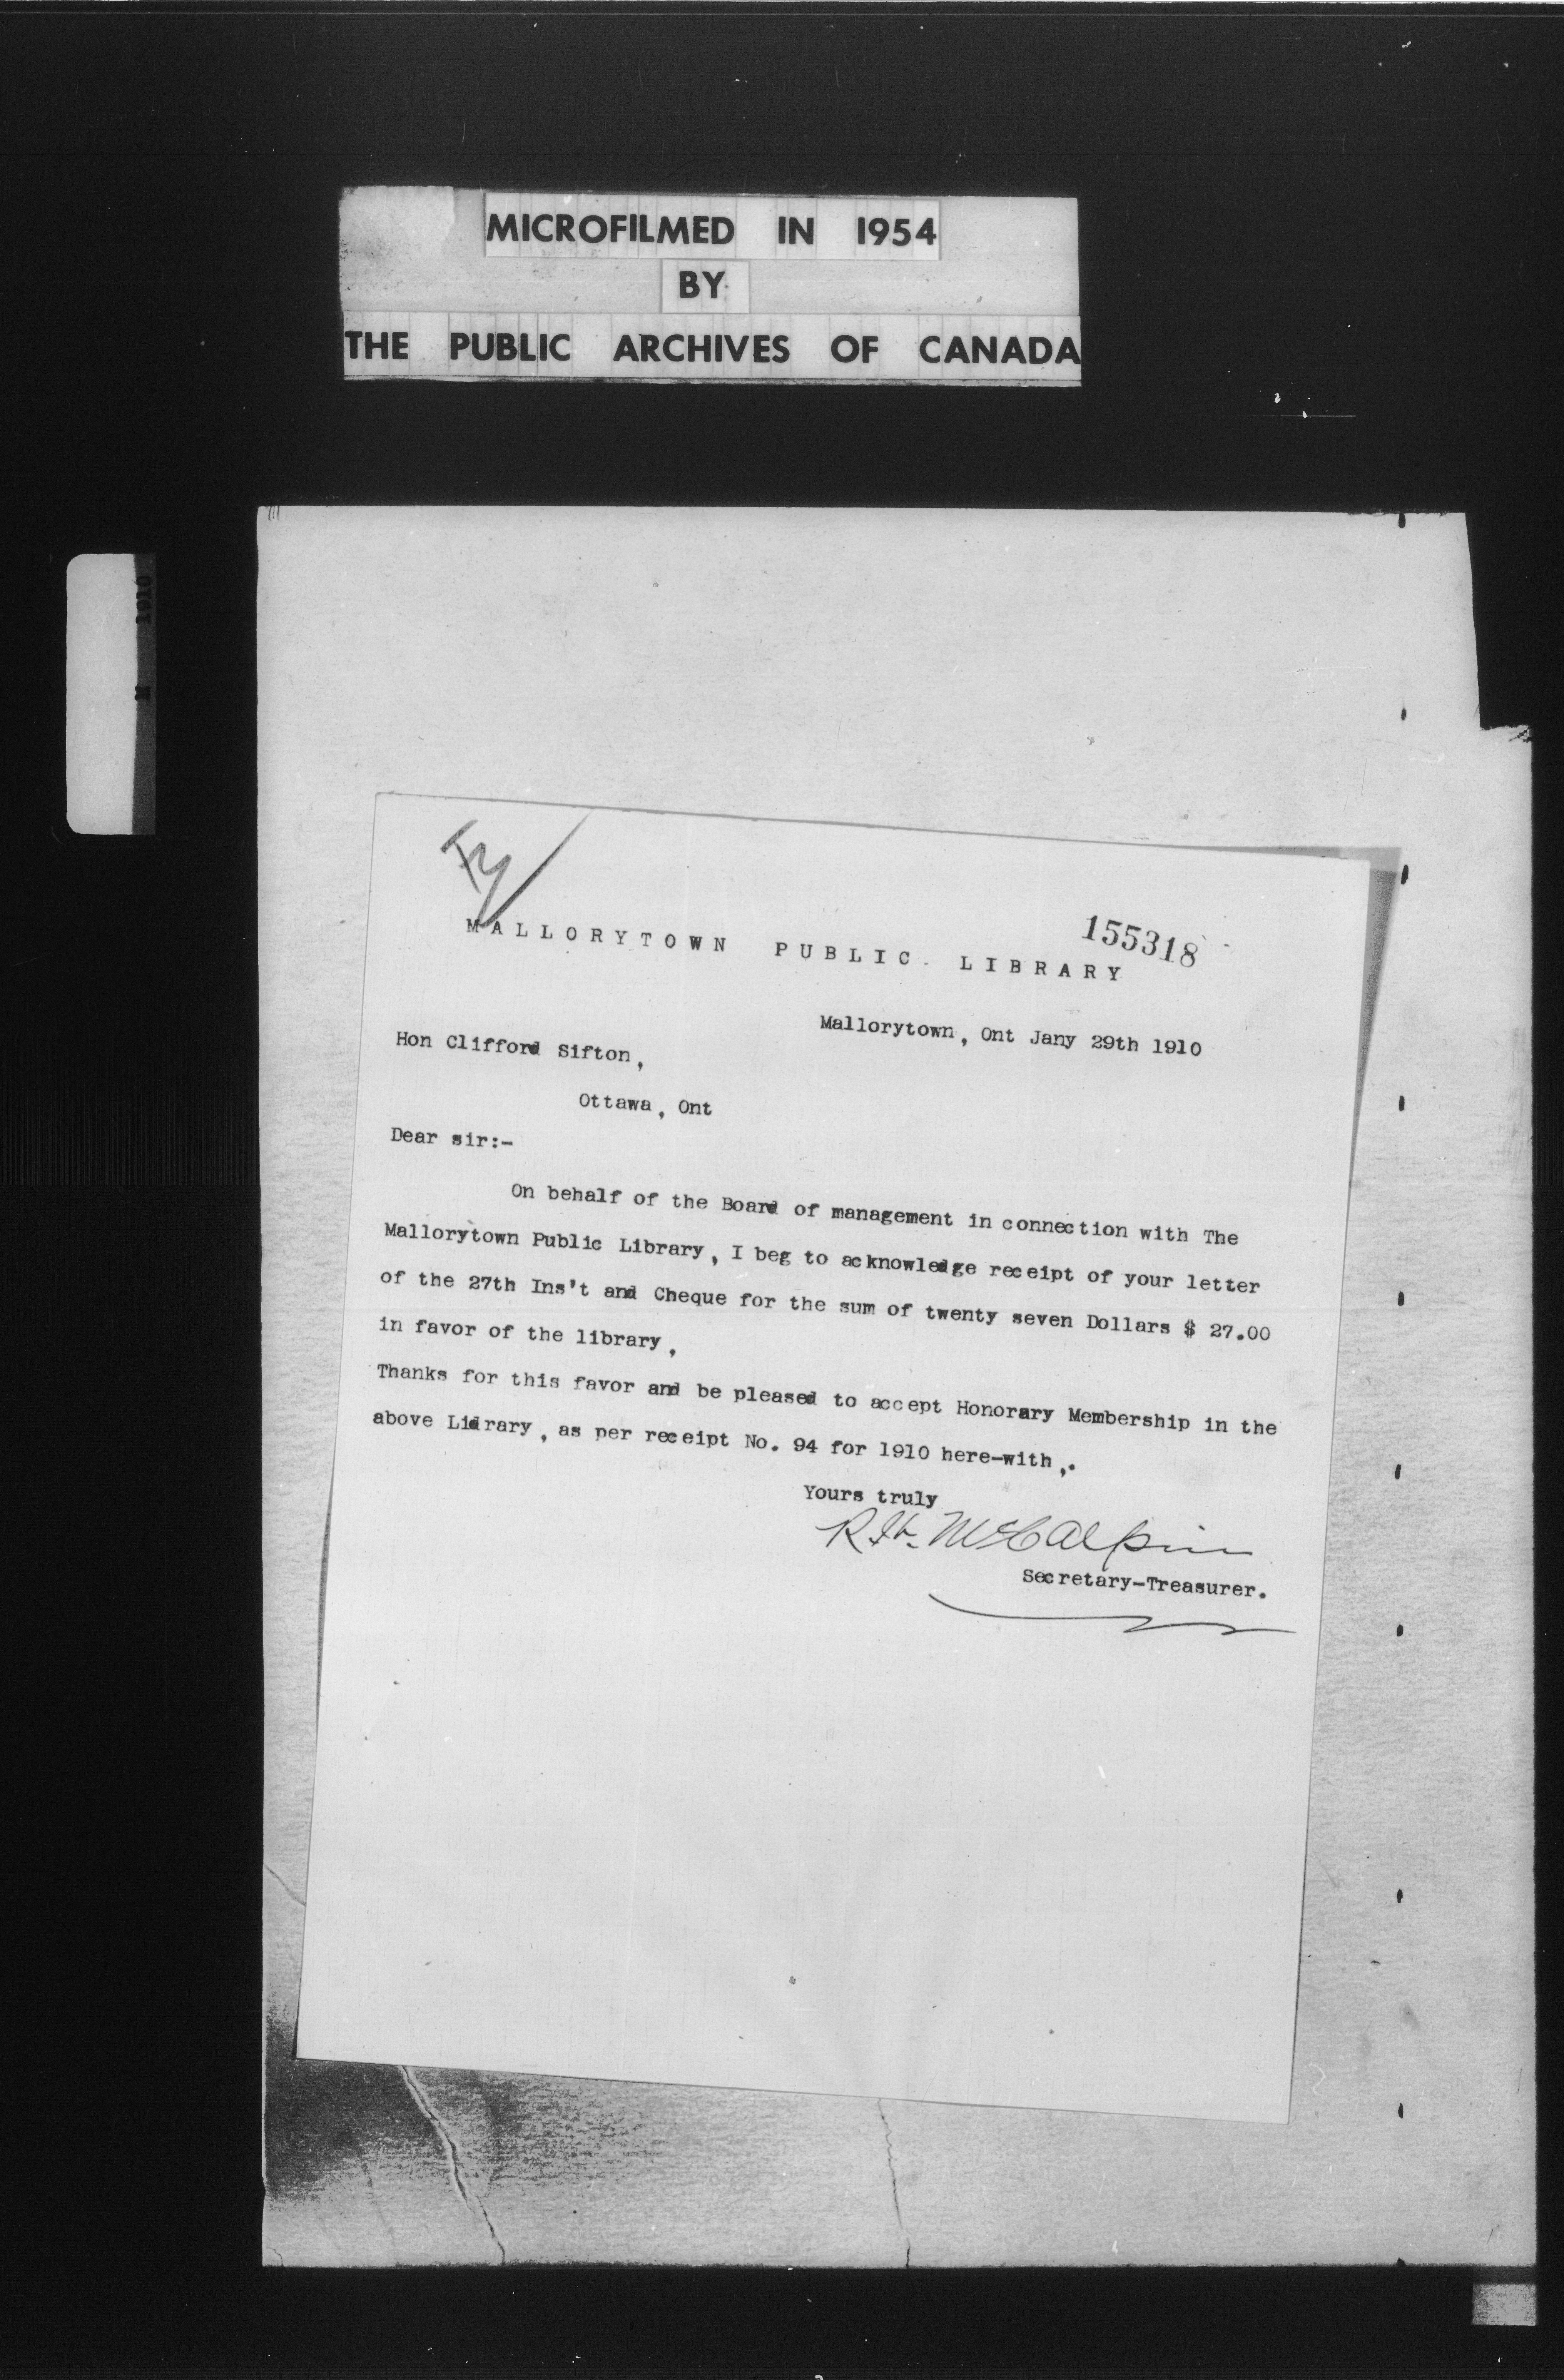 MICROFILMED IN 1954
BY
THE PUBLIC ARCHIVES OF CANADA
M 1910
155318
MALLORYTOWN PUBLIC LIBRARY
Mallorytown, Ont Jany 29th 1910
Hon Clifford Sifton,
Ottawa, Ont
Dear sir:-
On behalf of the Board of management in connection with The
Mallorytown Public Library, I beg to acknowledge receipt of your letter
of the 27th Ins't and Cheque for the sum of twenty seven Dollars $ 27.00
in favor of the library,
Thanks for this favor and be pleased to accept Honorary Membership in the
above Lidrary, as per receipt No. 94 for 1910 here-with,.
Yours truly
McCalpin
Secretary-Treasurer.